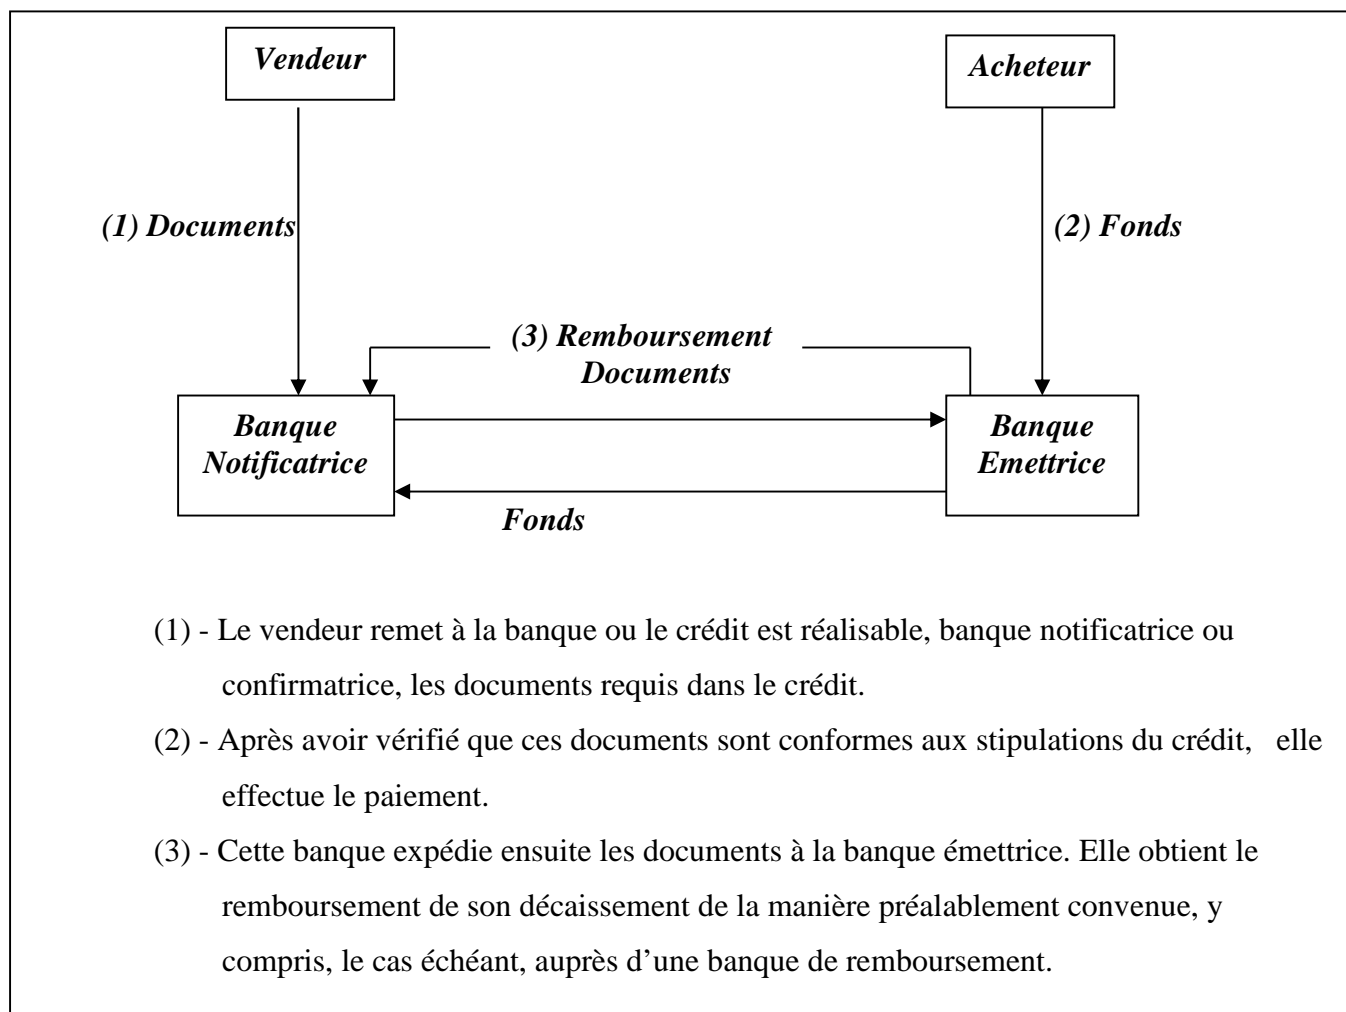 Vendeur
Acheteur
(1) Documents
(2) Fonds
(3) Remboursement
Documents
Banque
Notificatrice
Banque
Emettrice
Fonds
(1) - Le vendeur remet à la banque ou le crédit est réalisable, banque notificatrice ou
confirmatrice, les documents requis dans le crédit.
(2) - Après avoir vérifié que ces documents sont conformes aux stipulations du crédit, elle
effectue le paiement.
(3) - Cette banque expédie ensuite les documents à la banque émettrice. Elle obtient le
remboursement de son décaissement de la manière préalablement convenue, y
compris, le cas échéant, auprès d’une banque de remboursement.